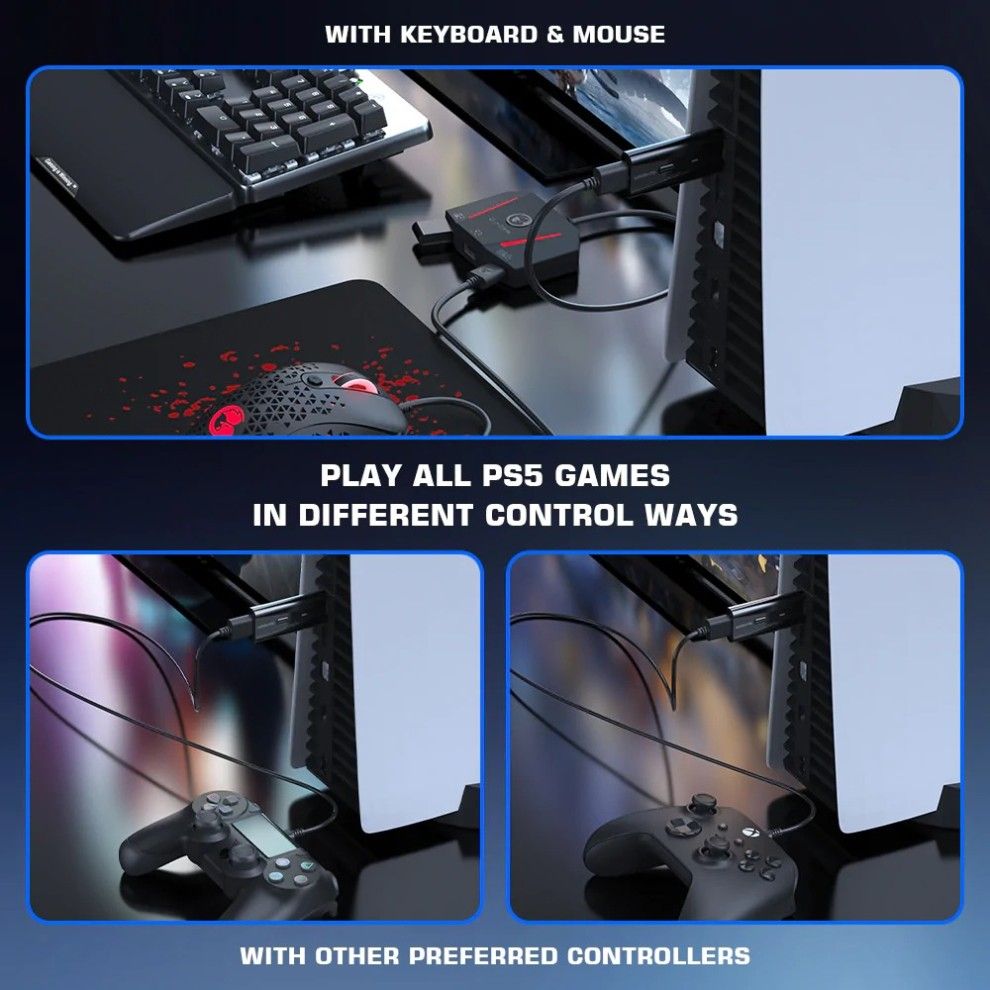 WITH KEYBOARD & MOUSE
PLAY ALL PS5 GAMES
IN DIFFERENT CONTROL WAYS
WITH OTHER PREFERRED CONTROLLERS